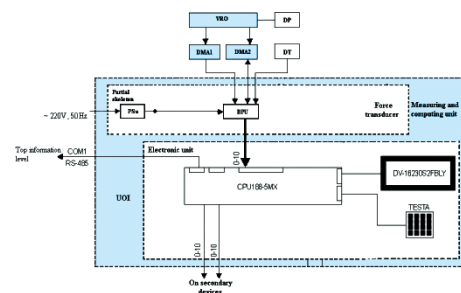 VRO
DP
DMA1
DMA2
DT
Partial
skeleton
~ 220V, 50Hz
BPU
Force
transducer
Measuring and
computing unit
Top information
level
COM1
RS-485
Electronic unit
0-10
CPU188-5MX
DV-16230S2FBLY
TESTA
UOI
0-10
0-10
On secondary
devices